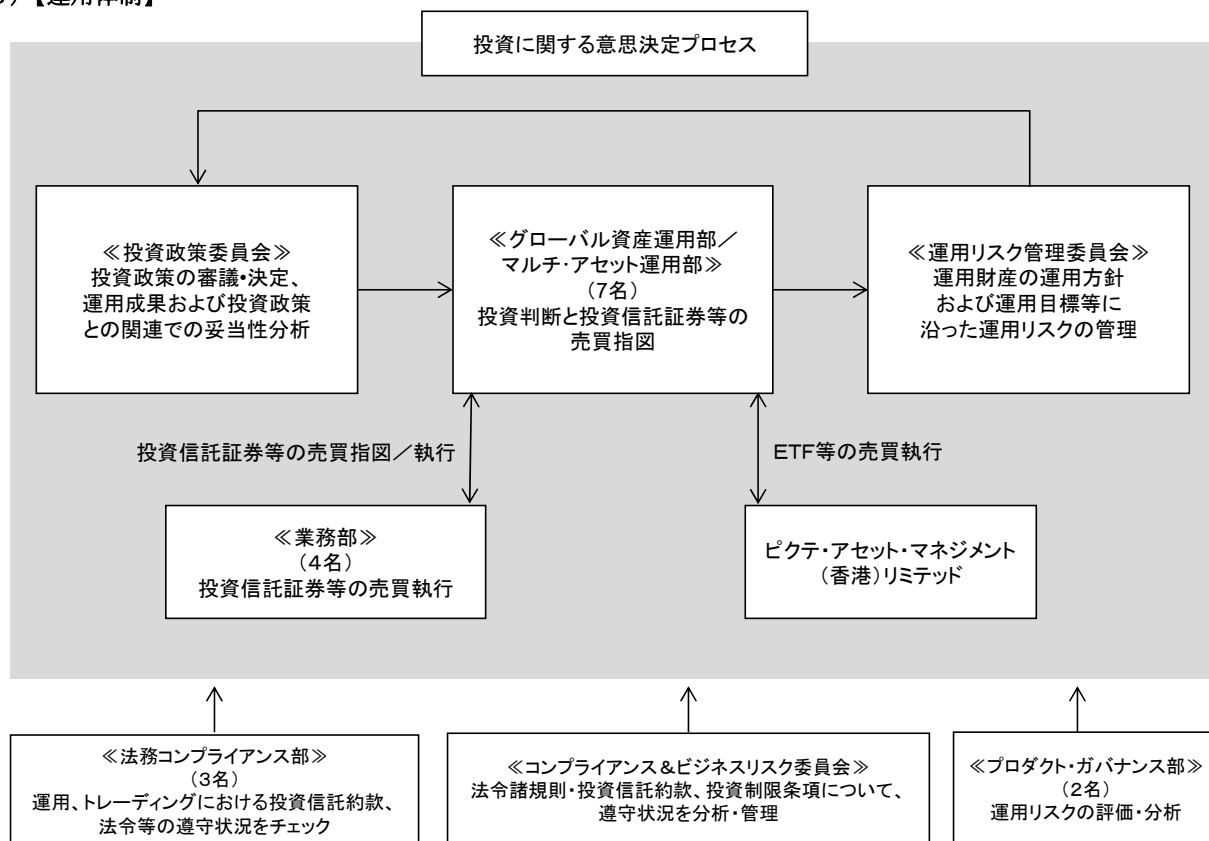 【運用体制】
投資に関する意思決定プロセス
≪投資政策委員会≫
投資政策の審議・決定、
運用成果および投資政策
との関連での妥当性分析
≪グローバル資産運用部／
マルチ・アセット運用部≫
（7名）
投資判断と投資信託証券等の
売買指図
≪運用リスク管理委員会≫
運用財産の運用方針
および運用目標等に
沿った運用リスクの管理
投資信託証券等の売買指図／執行
ＥＴＦ等の売買執行
≪業務部≫
（4名）
投資信託証券等の売買執行
ピクテ・アセット・マネジメント
（香港）リミテッド
≪法務コンプライアンス部≫
（3名）
運用、トレーディングにおける投資信託約款、
法令等の遵守状況をチェック
≪コンプライアンス＆ビジネスリスク委員会≫
法令諸規則・投資信託約款、投資制限条項について、
遵守状況を分析・管理
≪プロダクト・ガバナンス部≫
（2名）
運用リスクの評価・分析